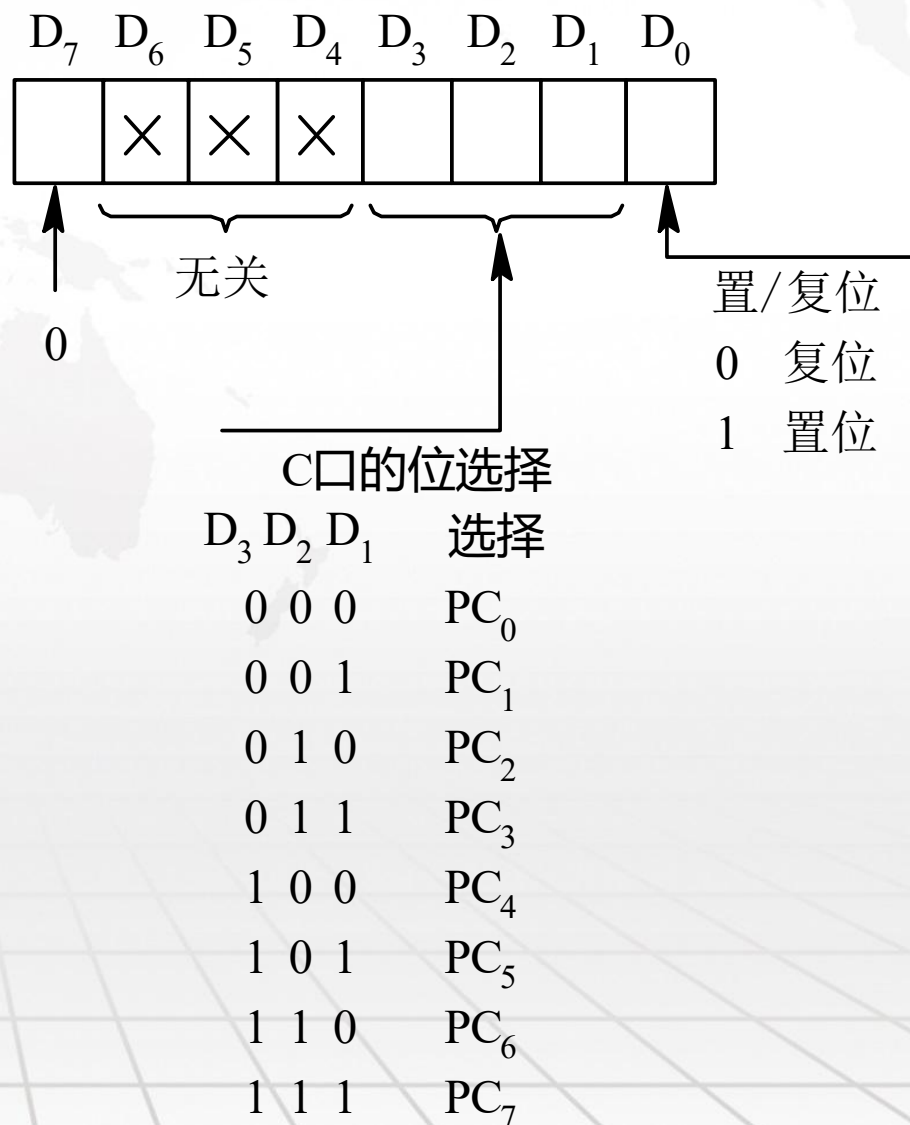 D₇ D₆ D₅ D₄ D₃ D₂ D₁ D₀
× × ×
无关
0
置/复位
0 复位
1 置位
C口的位选择
D₃ D₂ D₁ 选择
0 0 0 PC₀
0 0 1 PC₁
0 1 0 PC₂
0 1 1 PC₃
1 0 0 PC₄
1 0 1 PC₅
1 1 0 PC₆
1 1 1 PC₇